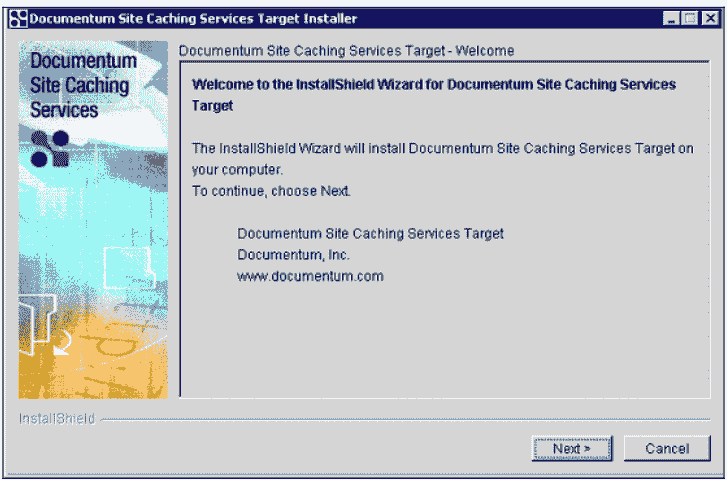 Documentum Site Caching Services Target Installer
Documentum
Site Caching
Services
Documentum Site Caching Services Target - Welcome
Welcome to the InstallShield Wizard for Documentum Site Caching Services
Target
The InstallShield Wizard will install Documentum Site Caching Services Target on
your computer.
To continue, choose Next.
Documentum Site Caching Services Target
Documentum, Inc.
www.documentum.com
InstallShield
Next >
Cancel